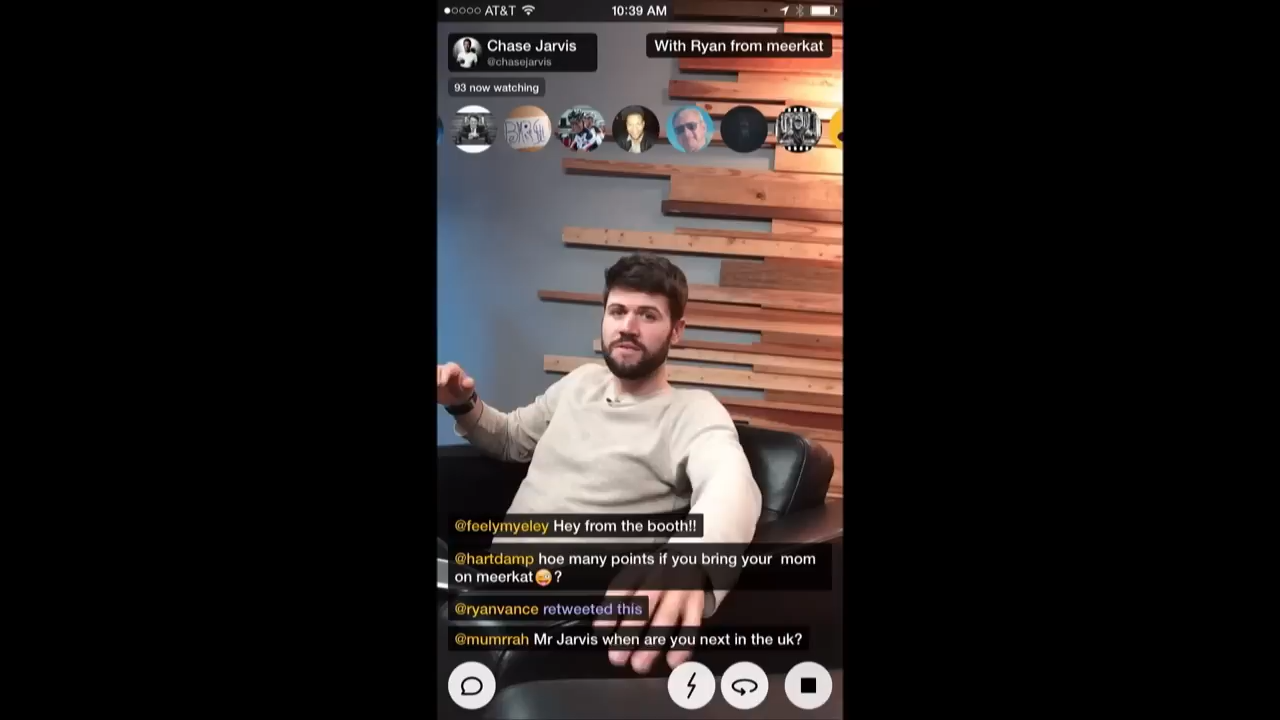 AT&T
10:39 AM
Chase Jarvis
@chasejarvis
With Ryan from meerkat
93 now watching
@feelymyeley Hey from the booth!!
@hartdamp hoe many points if you bring your mom
on meerkat😜?
@ryanvance retweeted this
@mumrrah Mr Jarvis when are you next in the uk?